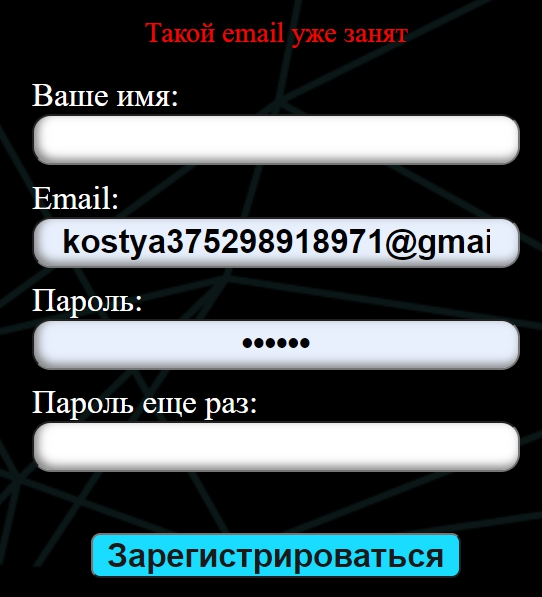 Такой email уже занят
Ваше имя:
Email:
kostya375298918971@gmai
Пароль:
••••••
Пароль еще раз:
Зарегистрироваться